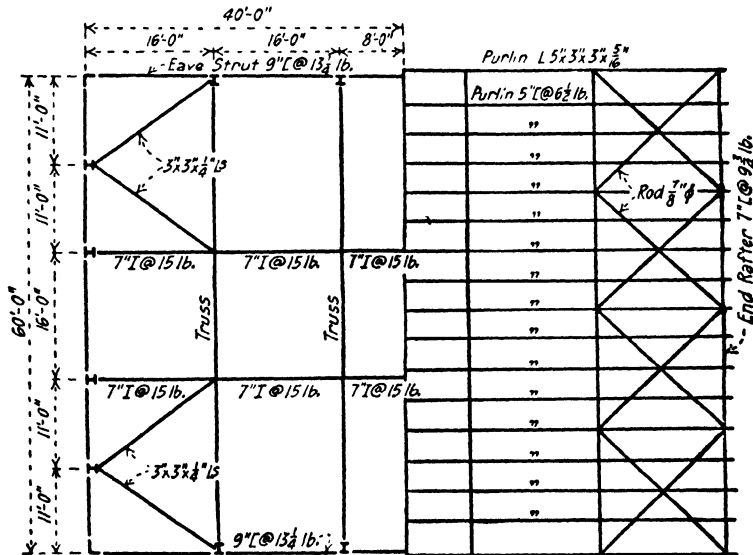 40'-0"
16'-0" 16'-0" 8'-0"
Eave Strut 9"[@ 13¼ lb.
Purlin L 5"x3"x3"x 5/16"
Purlin 5"[@6½ lb.
"
"
"
"
"
"
"
"
"
"
"
"
"
"
11'-0"
11'-0"
16'-0"
11'-0"
11'-0"
60'-0"
3"x3"x¼" Ls
Rod ⅞"ϕ
7"I@15 lb. 7"I@15 lb. 7"I@15 lb.
Truss Truss
End Rafter 7"[@ 9¾ lb.
7"I@15 lb. 7"I@15 lb. 7"I@15 lb.
3"x3"x¼" Ls
9"[@ 13¼ lb.